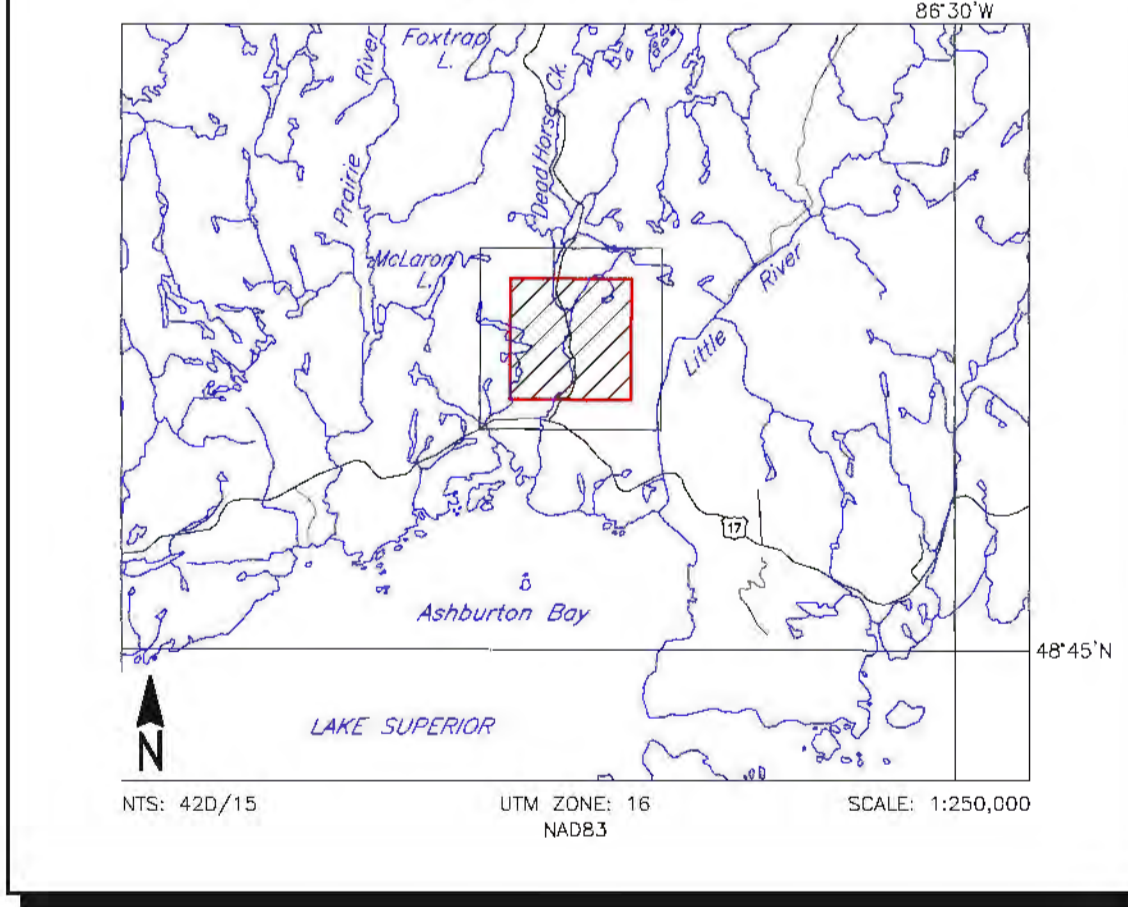 86°30'W
Foxtrap
L.
River
Prairie
Dead Horse Ck.
McLaron
L.
River
Little
17
Ashburton Bay
48°45'N
LAKE SUPERIOR
N
NTS: 42D/15
UTM ZONE: 16
SCALE: 1:250,000
NAD83